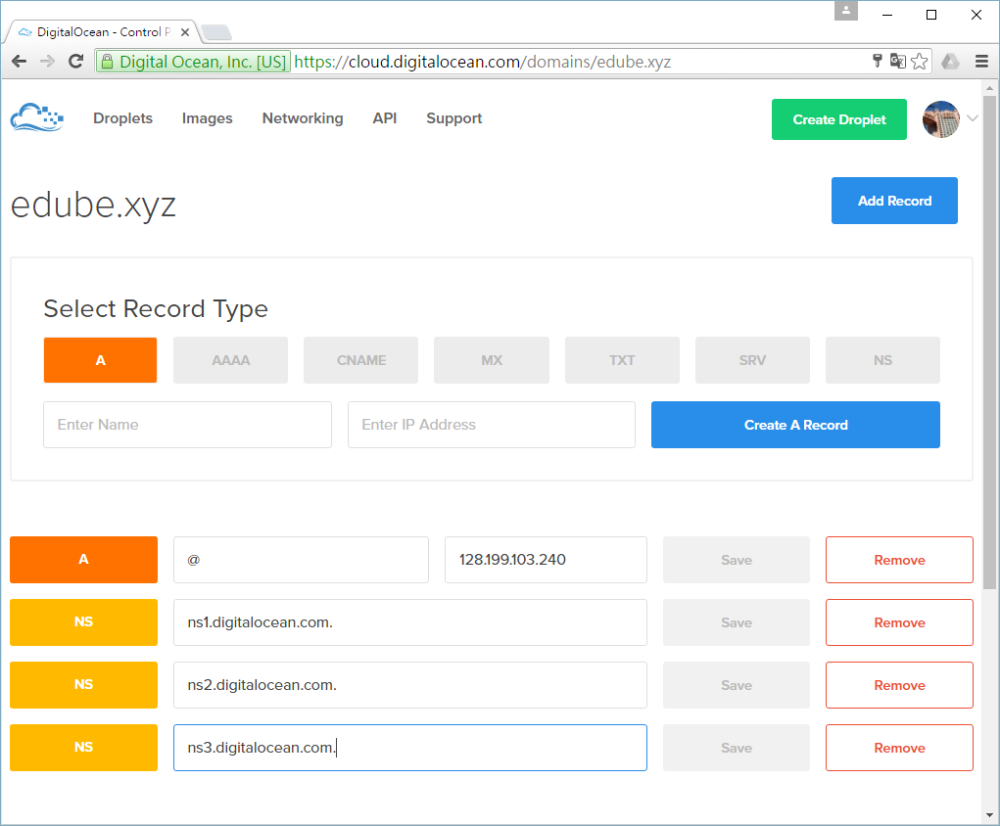 DigitalOcean - Control P
Digital Ocean, Inc. [US] https://cloud.digitalocean.com/domains/edube.xyz
Droplets Images Networking API Support Create Droplet
edube.xyz Add Record
Select Record Type
A AAAA CNAME MX TXT SRV NS
Enter Name Enter IP Address Create A Record
A @ 128.199.103.240 Save Remove
NS ns1.digitalocean.com. Save Remove
NS ns2.digitalocean.com. Save Remove
NS ns3.digitalocean.com. Save Remove